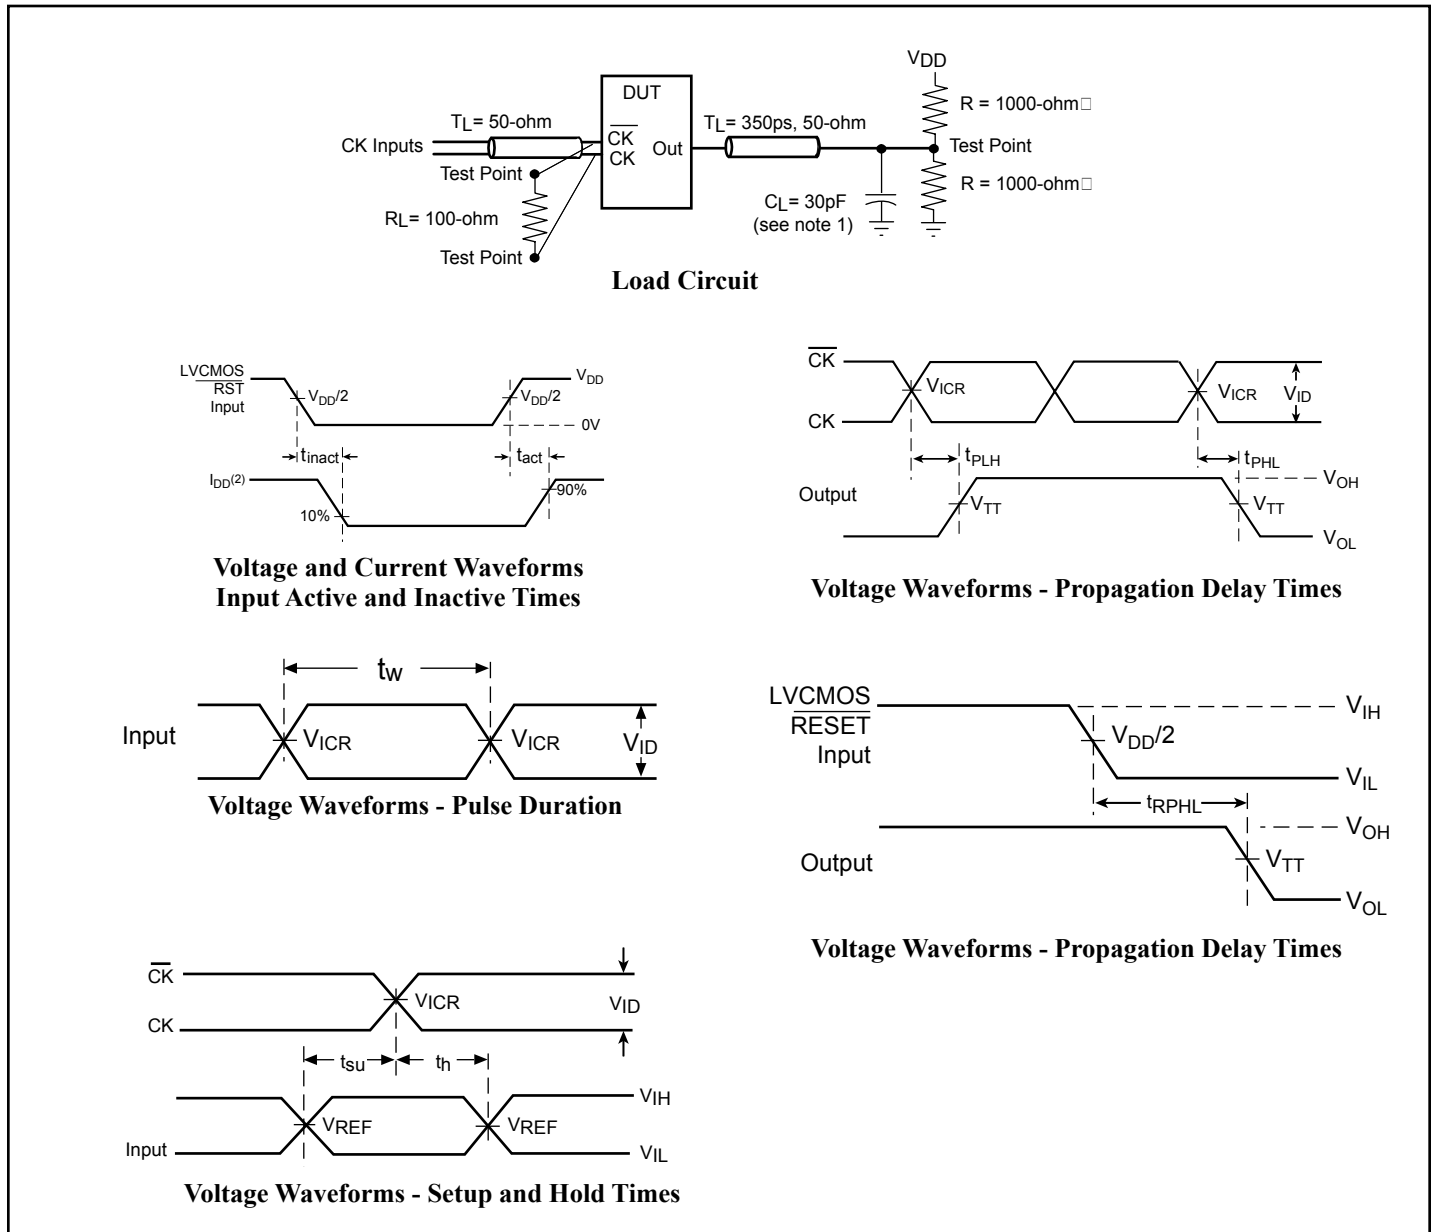 VDD
DUT
R = 1000-ohm□
TL= 50-ohm
TL= 350ps, 50-ohm
CK Inputs
CK
CK
Out
Test Point
Test Point
RL= 100-ohm
CL= 30pF
(see note 1)
R = 1000-ohm□
Test Point
Load Circuit
LVCMOS
RST
Input
VDD/2
VDD/2
VDD
0V
tinact
tact
IDD(2)
10%
90%
Voltage and Current Waveforms
Input Active and Inactive Times
CK
CK
VICR
VICR
VID
tPLH
tPHL
Output
VTT
VTT
VOH
VOL
Voltage Waveforms - Propagation Delay Times
tw
Input
VICR
VICR
VID
Voltage Waveforms - Pulse Duration
LVCMOS
RESET
Input
VIH
VDD/2
VIL
tRPHL
VOH
Output
VTT
VOL
Voltage Waveforms - Propagation Delay Times
CK
CK
VICR
VID
tsu
th
Input
VREF
VREF
VIH
VIL
Voltage Waveforms - Setup and Hold Times